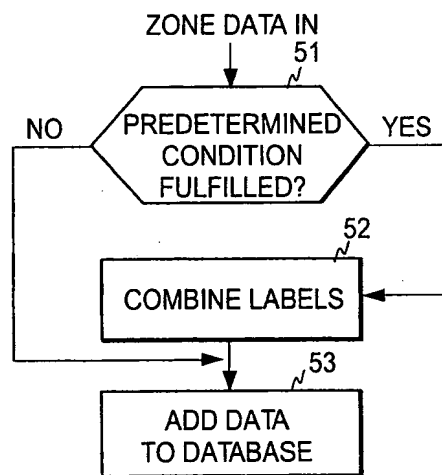 ZONE DATA IN
51
NO
PREDETERMINED
CONDITION
FULFILLED?
YES
52
COMBINE LABELS
53
ADD DATA
TO DATABASE